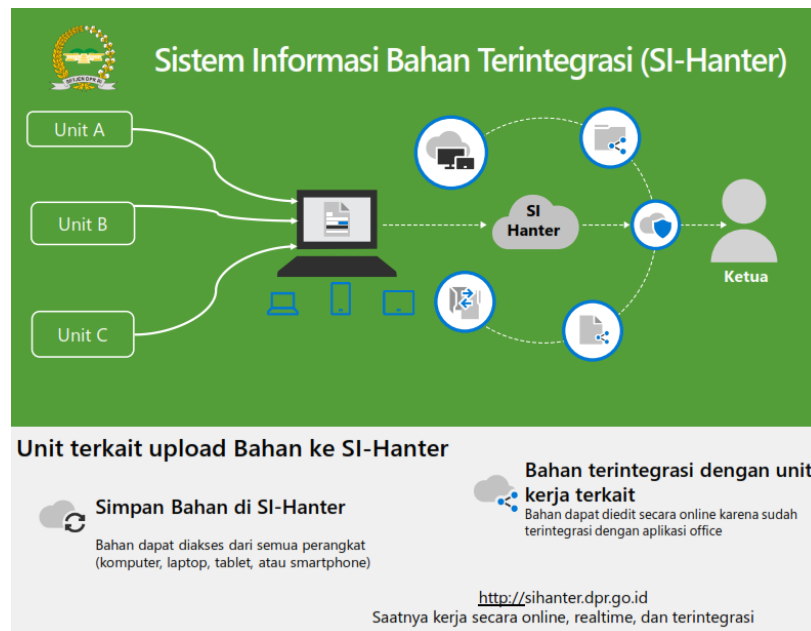 SETJEN DPR RI
Sistem Informasi Bahan Terintegrasi (SI-Hanter)
Unit A
Unit B
Unit C
SI
Hanter
Ketua
Unit terkait upload Bahan ke SI-Hanter
Simpan Bahan di SI-Hanter
Bahan dapat diakses dari semua perangkat
(komputer, laptop, tablet, atau smartphone)
Bahan terintegrasi dengan unit
kerja terkait
Bahan dapat diedit secara online karena sudah
terintegrasi dengan aplikasi office
http://sihanter.dpr.go.id
Saatnya kerja secara online, realtime, dan terintegrasi